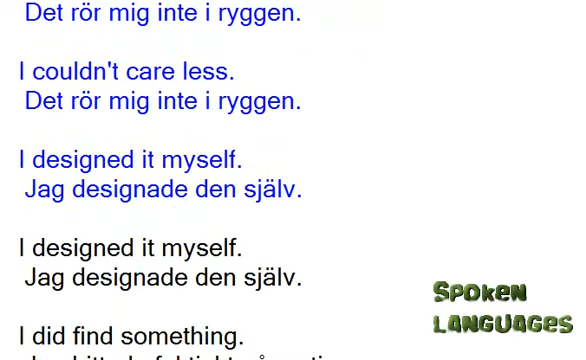 Det rör mig inte i ryggen.
I couldn't care less.
Det rör mig inte i ryggen.
I designed it myself.
Jag designade den själv.
I designed it myself.
Jag designade den själv.
I did find something.
SPOKEN
LANGUAGES